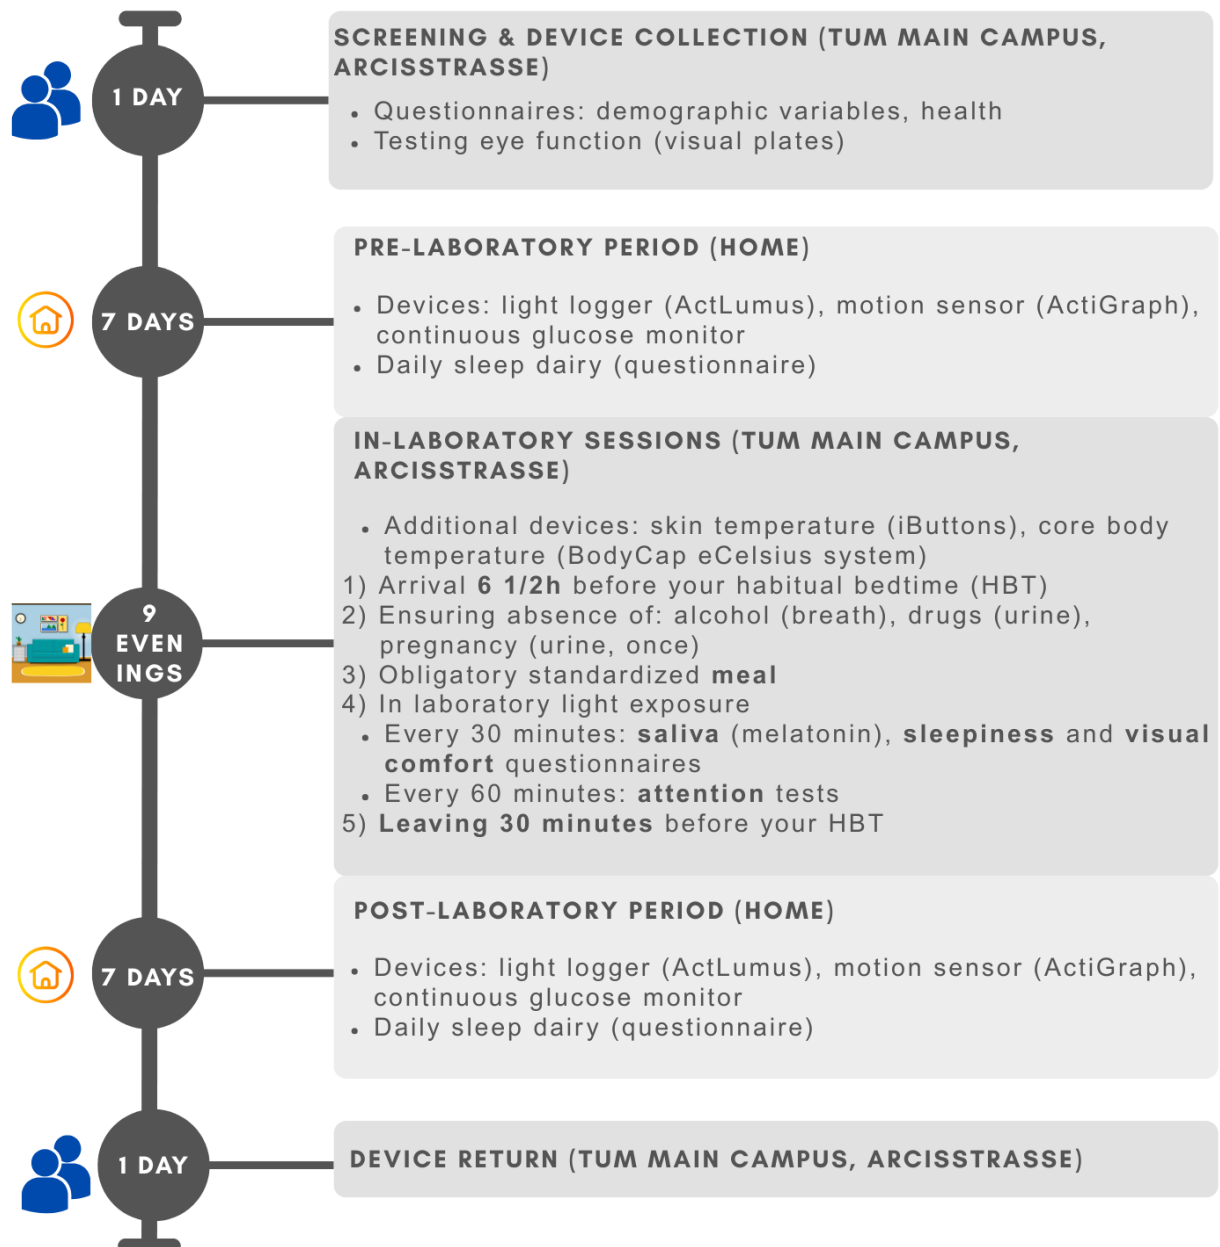 SCREENING & DEVICE COLLECTION (TUM MAIN CAMPUS,
ARCISSTRASSE)
1 DAY
• Questionnaires: demographic variables, health
• Testing eye function (visual plates)
PRE-LABORATORY PERIOD (HOME)
7 DAYS
• Devices: light logger (ActLumus), motion sensor (ActiGraph),
continuous glucose monitor
• Daily sleep dairy (questionnaire)
IN-LABORATORY SESSIONS (TUM MAIN CAMPUS,
ARCISSTRASSE)
9
EVEN
INGS
• Additional devices: skin temperature (iButtons), core body
temperature (BodyCap eCelsius system)
1) Arrival 6 1/2h before your habitual bedtime (HBT)
2) Ensuring absence of: alcohol (breath), drugs (urine),
pregnancy (urine, once)
3) Obligatory standardized meal
4) In laboratory light exposure
• Every 30 minutes: saliva (melatonin), sleepiness and visual
comfort questionnaires
• Every 60 minutes: attention tests
5) Leaving 30 minutes before your HBT
POST-LABORATORY PERIOD (HOME)
7 DAYS
• Devices: light logger (ActLumus), motion sensor (ActiGraph),
continuous glucose monitor
• Daily sleep dairy (questionnaire)
1 DAY
DEVICE RETURN (TUM MAIN CAMPUS, ARCISSTRASSE)